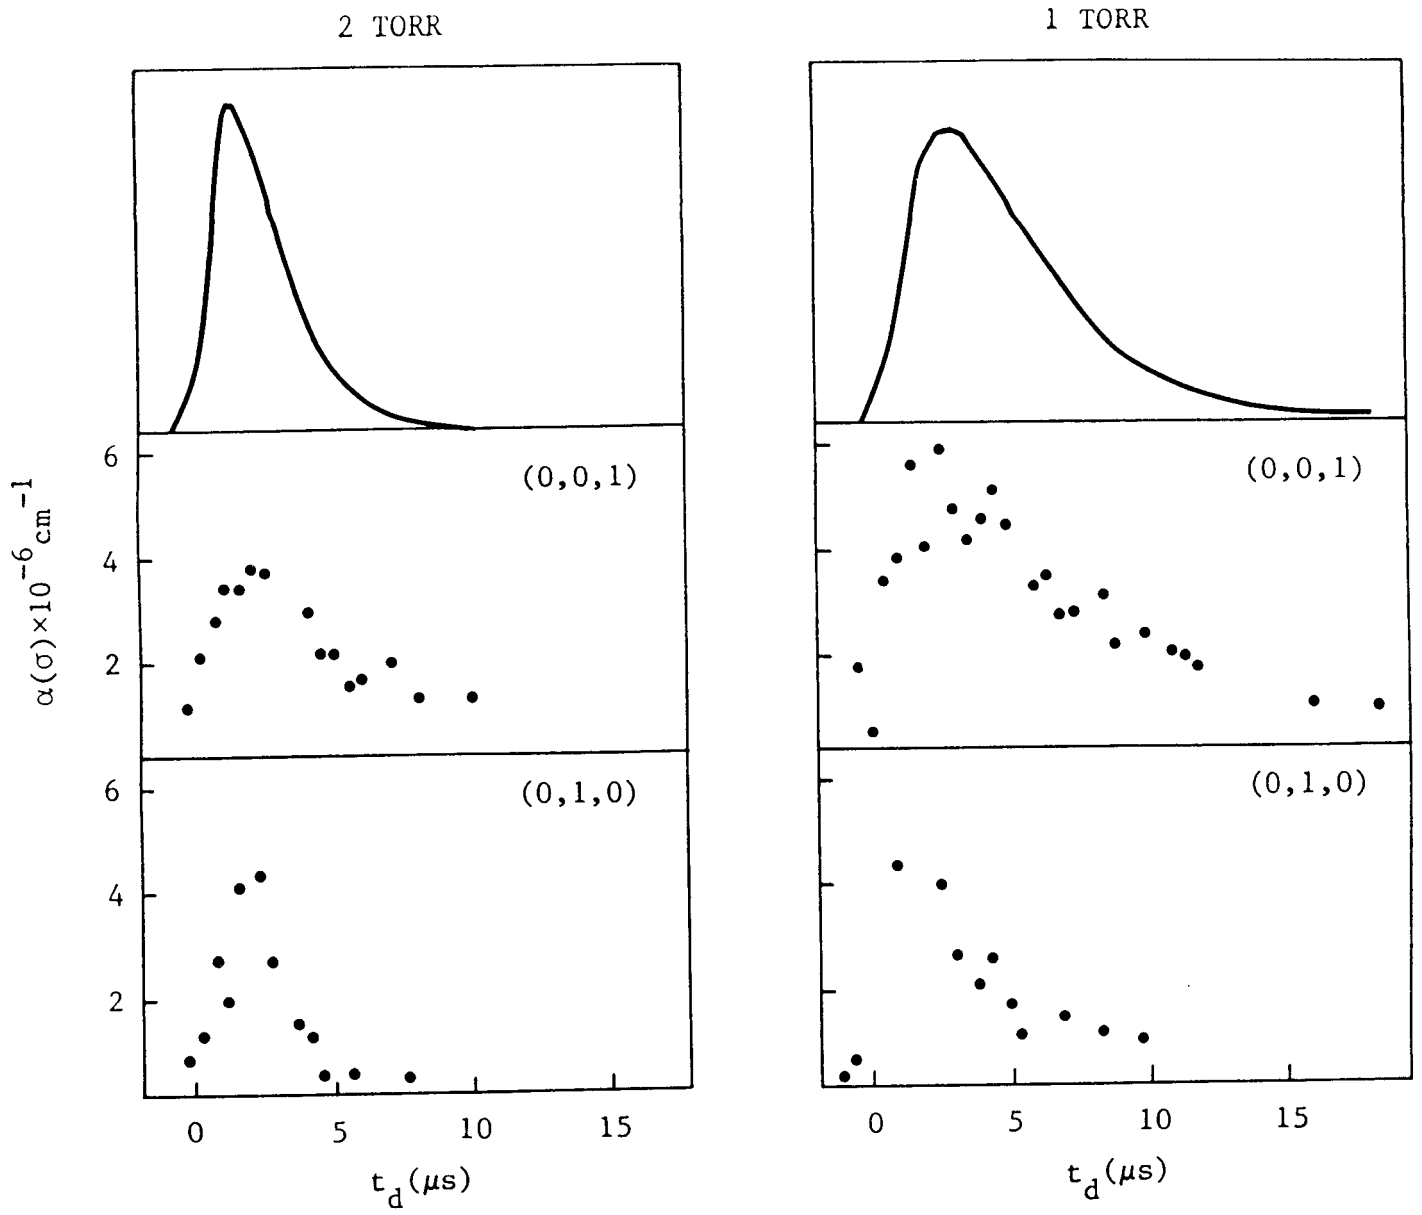 2 TORR
1 TORR
α(σ)×10⁻⁶cm⁻¹
6
4
2
(0,0,1)
(0,0,1)
6
4
2
(0,1,0)
(0,1,0)
0 5 10 15
0 5 10 15
t_d(μs)
t_d(μs)